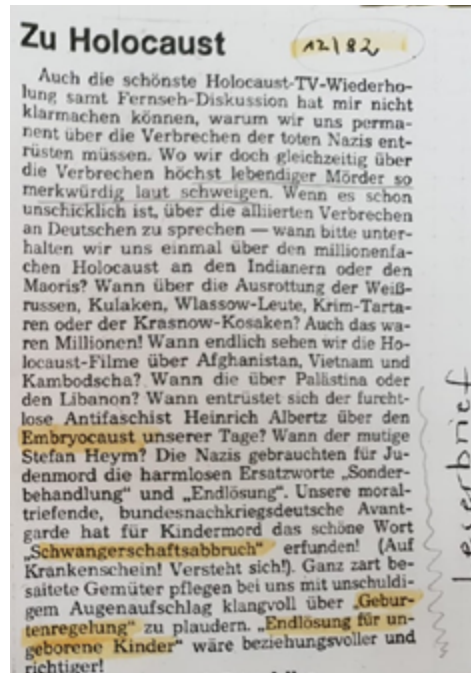 Zu Holocaust
12/82
Auch die schönste Holocaust-TV-Wiederho-
lung samt Fernseh-Diskussion hat mir nicht
klarmachen können, warum wir uns perma-
nent über die Verbrechen der toten Nazis ent-
rüsten müssen. Wo wir doch gleichzeitig über
die Verbrechen höchst lebendiger Mörder so
merkwürdig laut schweigen. Wenn es schon
unschicklich ist, über die alliierten Verbrechen
an Deutschen zu sprechen — wann bitte unter-
halten wir uns einmal über den millionenfa-
chen Holocaust an den Indianern oder den
Maoris? Wann über die Ausrottung der Weiß-
russen, Kulaken, Wlassow-Leute, Krim-Tarta-
ren oder der Krasnow-Kosaken? Auch das wa-
ren Millionen! Wann endlich sehen wir die Ho-
locaust-Filme über Afghanistan, Vietnam und
Kambodscha? Wann die über Palästina oder
den Libanon? Wann entrüstet sich der furcht-
lose Antifaschist Heinrich Albertz über den
Embryocaust unserer Tage? Wann der mutige
Stefan Heym? Die Nazis gebrauchten für Ju-
denmord die harmlosen Ersatzworte „Sonder-
behandlung" und „Endlösung". Unsere moral-
triefende, bundesnachkriegsdeutsche Avant-
garde hat für Kindermord das schöne Wort
„Schwangerschaftsabbruch" erfunden! (Auf
Krankenschein! Versteht sich!). Ganz zart be-
saitete Gemüter pflegen bei uns mit unschuldi-
gem Augenaufschlag klangvoll über „Gebur-
tenregelung" zu plaudern. „Endlösung für un-
geborene Kinder" wäre beziehungsvoller und
richtiger!
Leserbrief